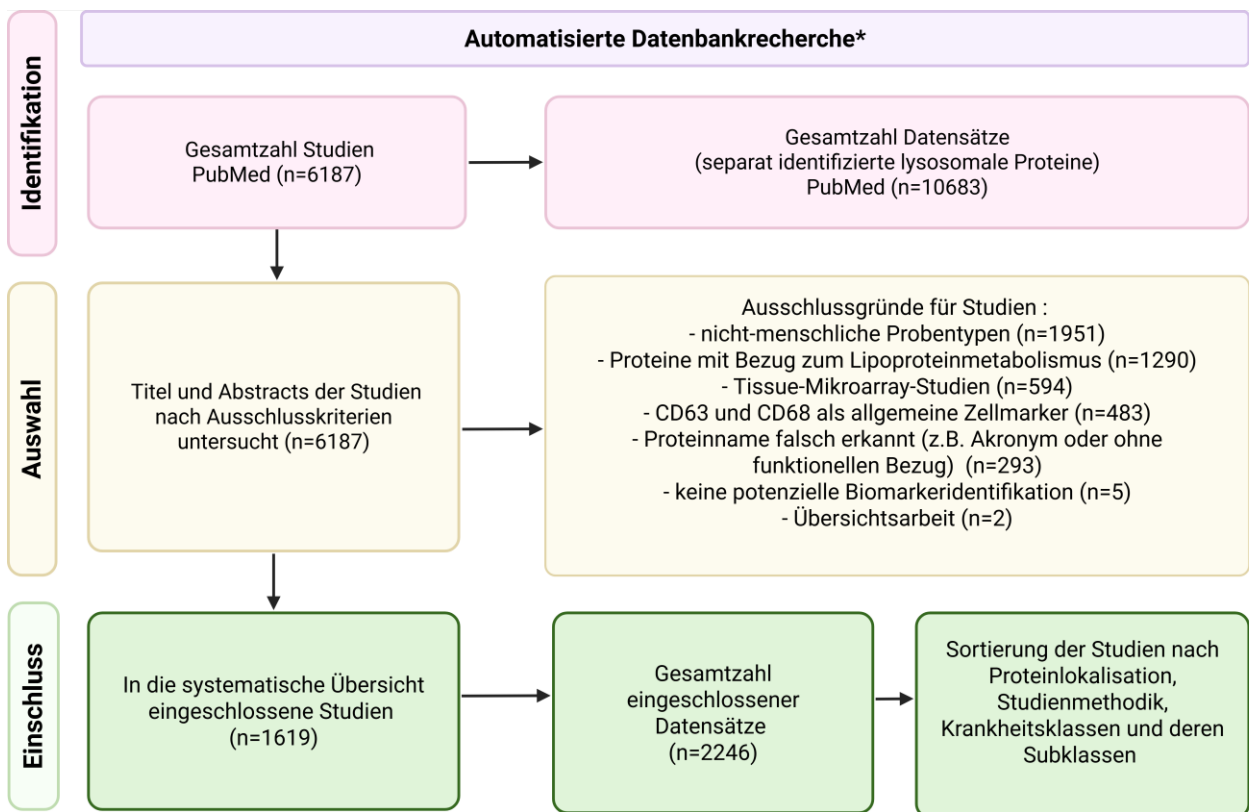 Automatisierte Datenbankrecherche*
Identifikation
Gesamtzahl Studien
PubMed (n=6187)
Gesamtzahl Datensätze
(separat identifizierte lysosomale Proteine)
PubMed (n=10683)
Auswahl
Titel und Abstracts der Studien
nach Ausschlusskriterien
untersucht (n=6187)
Ausschlussgründe für Studien :
- nicht-menschliche Probentypen (n=1951)
- Proteine mit Bezug zum Lipoproteinmetabolismus (n=1290)
- Tissue-Mikroarray-Studien (n=594)
- CD63 und CD68 als allgemeine Zellmarker (n=483)
- Proteinname falsch erkannt (z.B. Akronym oder ohne
funktionellen Bezug) (n=293)
- keine potenzielle Biomarkeridentifikation (n=5)
- Übersichtsarbeit (n=2)
Einschluss
In die systematische Übersicht
eingeschlossene Studien
(n=1619)
Gesamtzahl
eingeschlossener
Datensätze
(n=2246)
Sortierung der Studien nach
Proteinlokalisation,
Studienmethodik,
Krankheitsklassen und deren
Subklassen